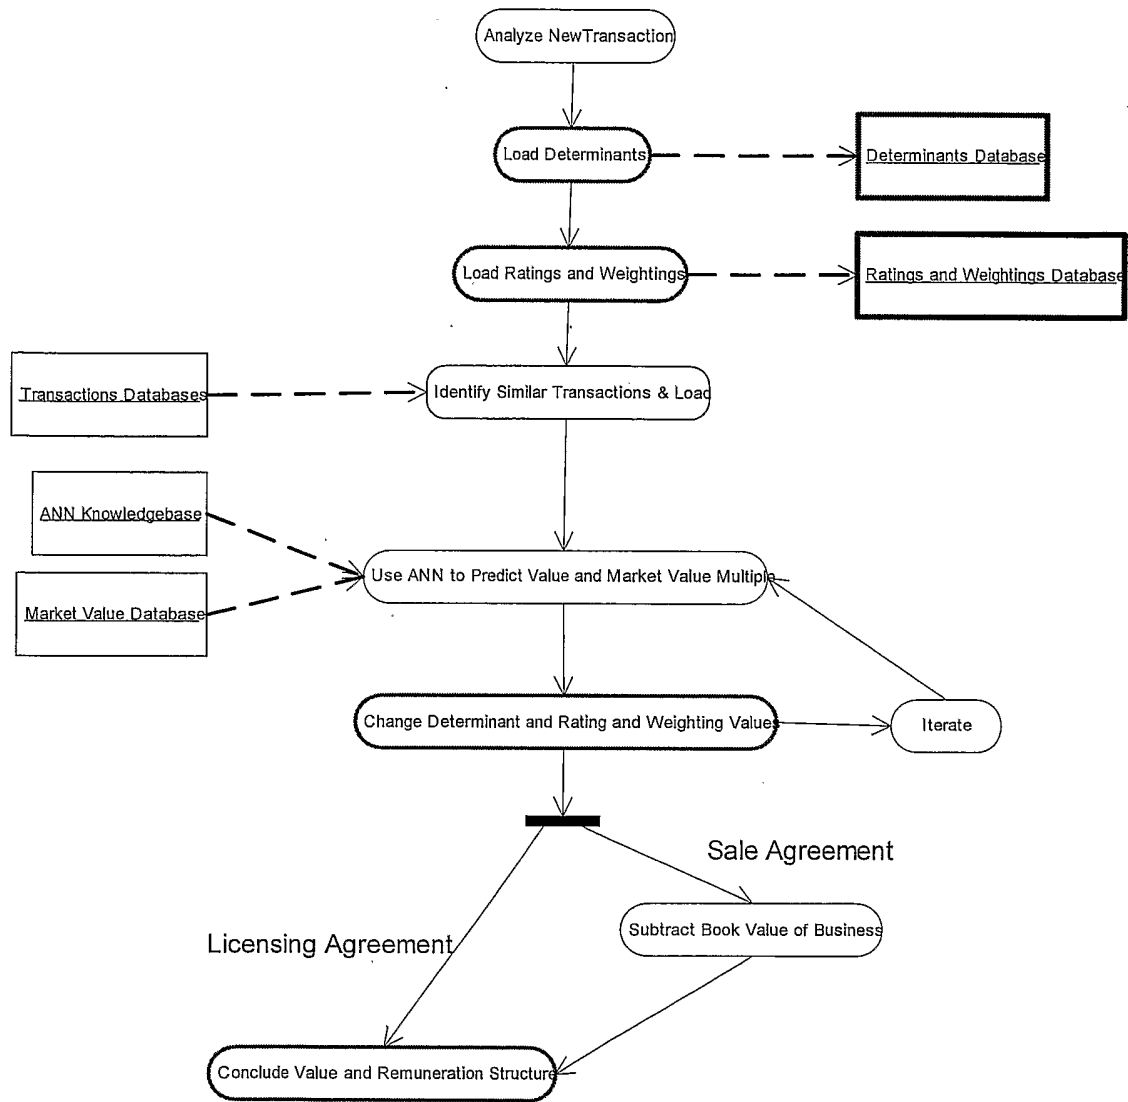 Analyze NewTransaction
Load Determinants
Determinants Database
Load Ratings and Weightings
Ratings and Weightings Database
Transactions Databases
Identify Similar Transactions & Load
ANN Knowledgebase
Use ANN to Predict Value and Market Value Multiple
Market Value Database
Change Determinant and Rating and Weighting Values
Iterate
Sale Agreement
Subtract Book Value of Business
Licensing Agreement
Conclude Value and Remuneration Structure